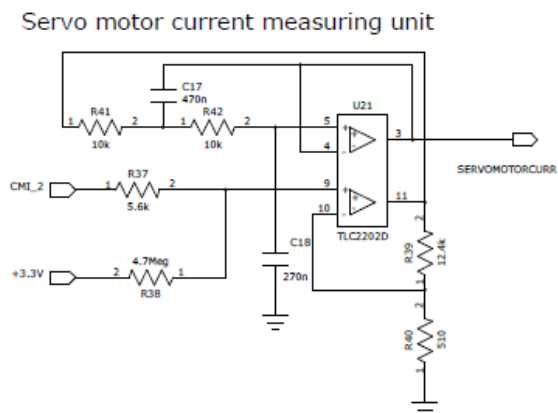 Servo motor current measuring unit
U21
C17
470n
R41
1 2
10k
R42
1 2
10k
5 + 3
4 -
SERVOMOTORCURR
CMI_2
R37
1 2
5.6k
9 + 11
10 -
TLC2202D
+3.3V
4.7Meg
2 1
R38
C18
270n
2
R39
12.4k
1
2
R40
510
1